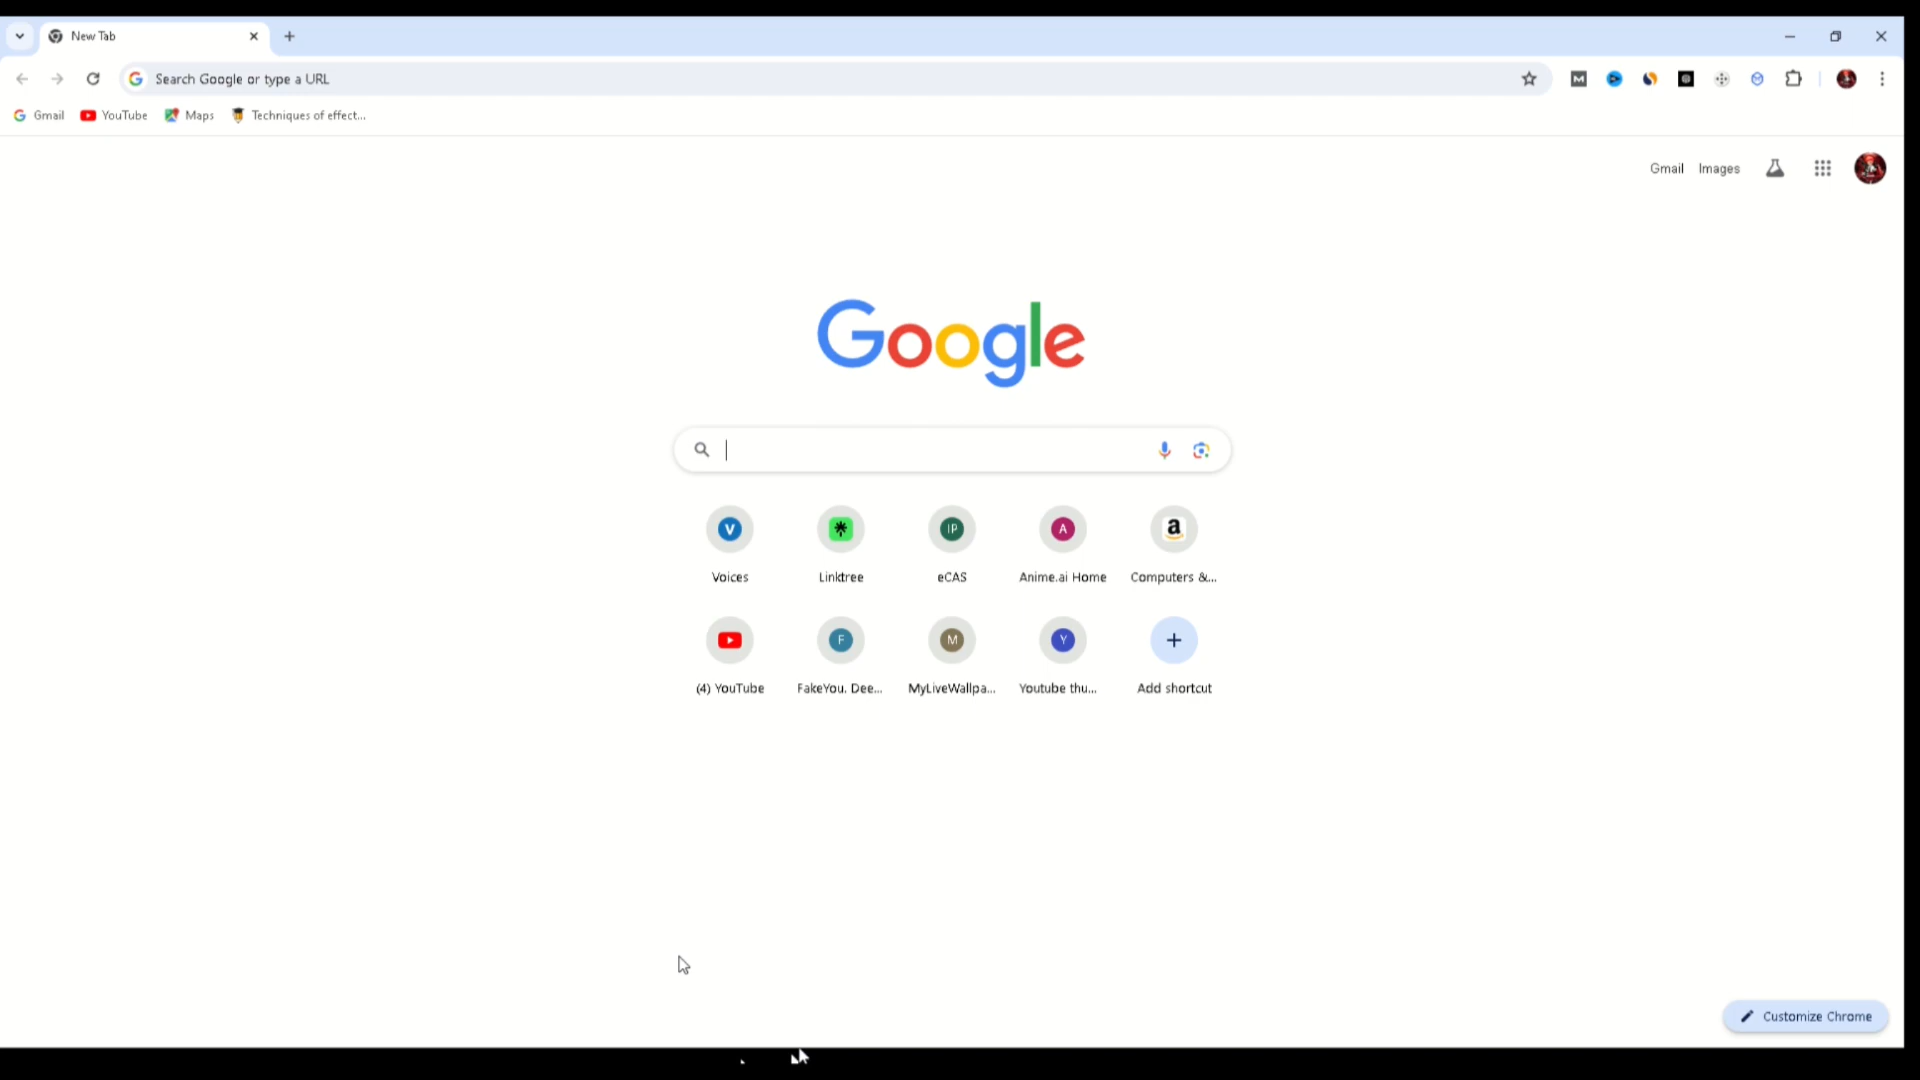 New Tab
Search Google or type a URL
Gmail YouTube Maps Techniques of effect...
Gmail Images
Google
Voices Linktree eCAS Anime.ai Home Computers &...
(4) YouTube FakeYou. Dee... MyLiveWallpa... Youtube thu... Add shortcut
Customize Chrome